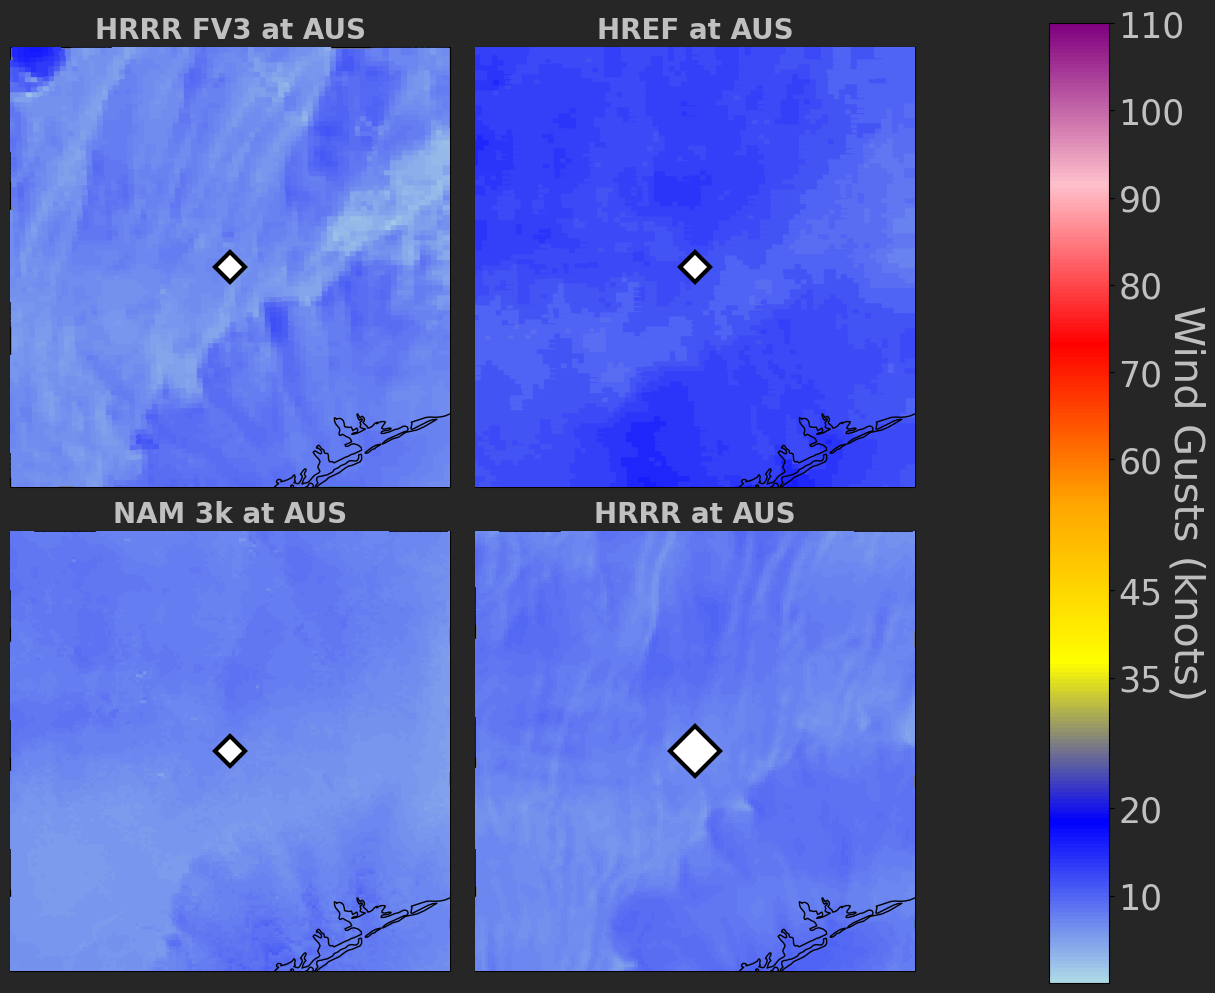 HRRR FV3 at AUS
HREF at AUS
NAM 3k at AUS
HRRR at AUS
110
100
90
80
70
60
45
35
20
10
Wind Gusts (knots)